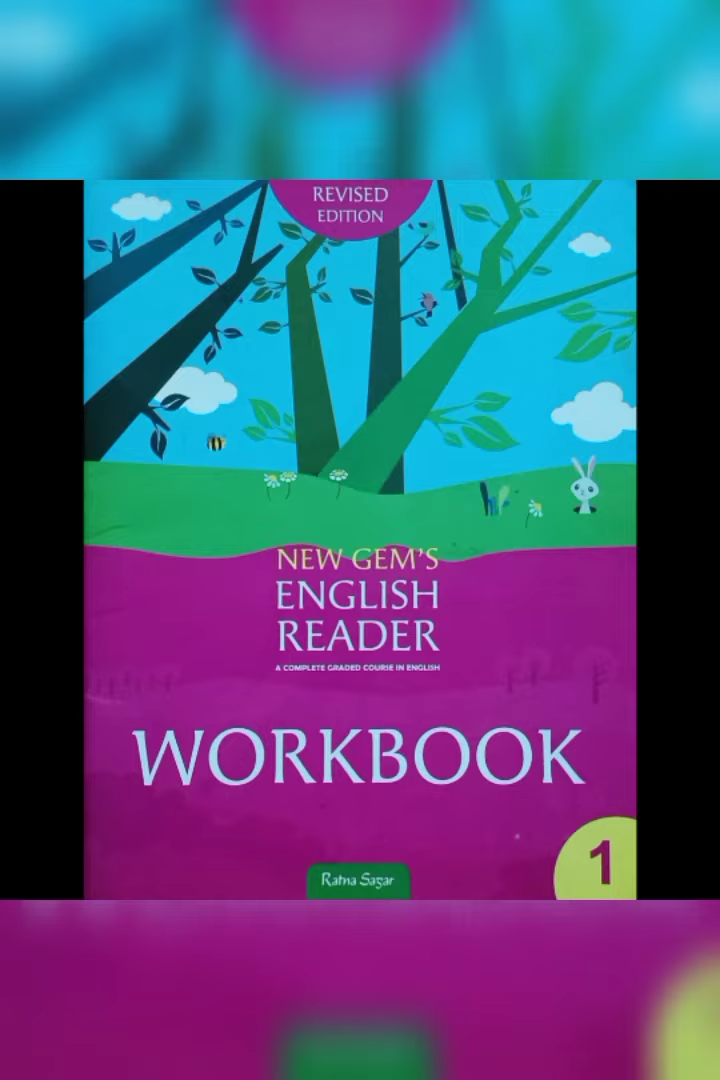 REVISED
EDITION
NEW GEM'S
ENGLISH
READER
A COMPLETE GRADED COURSE IN ENGLISH
WORKBOOK
1
Ratna Sagar